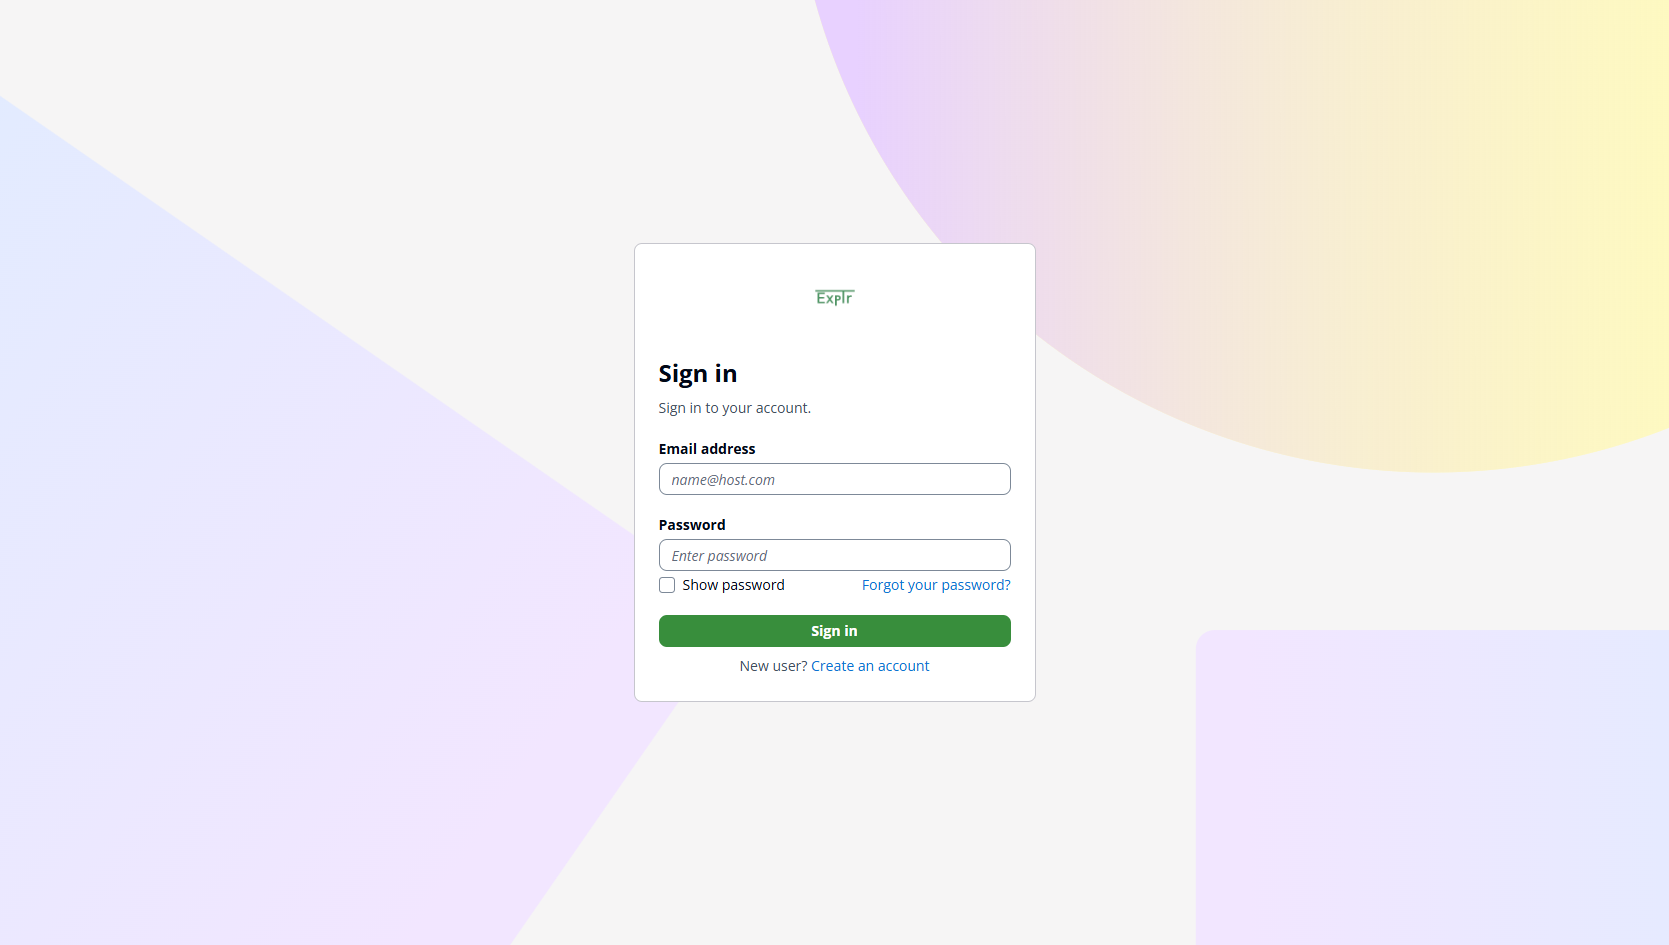 Explr
Sign in
Sign in to your account.
Email address
name@host.com
Password
Enter password
Show password
Forgot your password?
Sign in
New user? Create an account